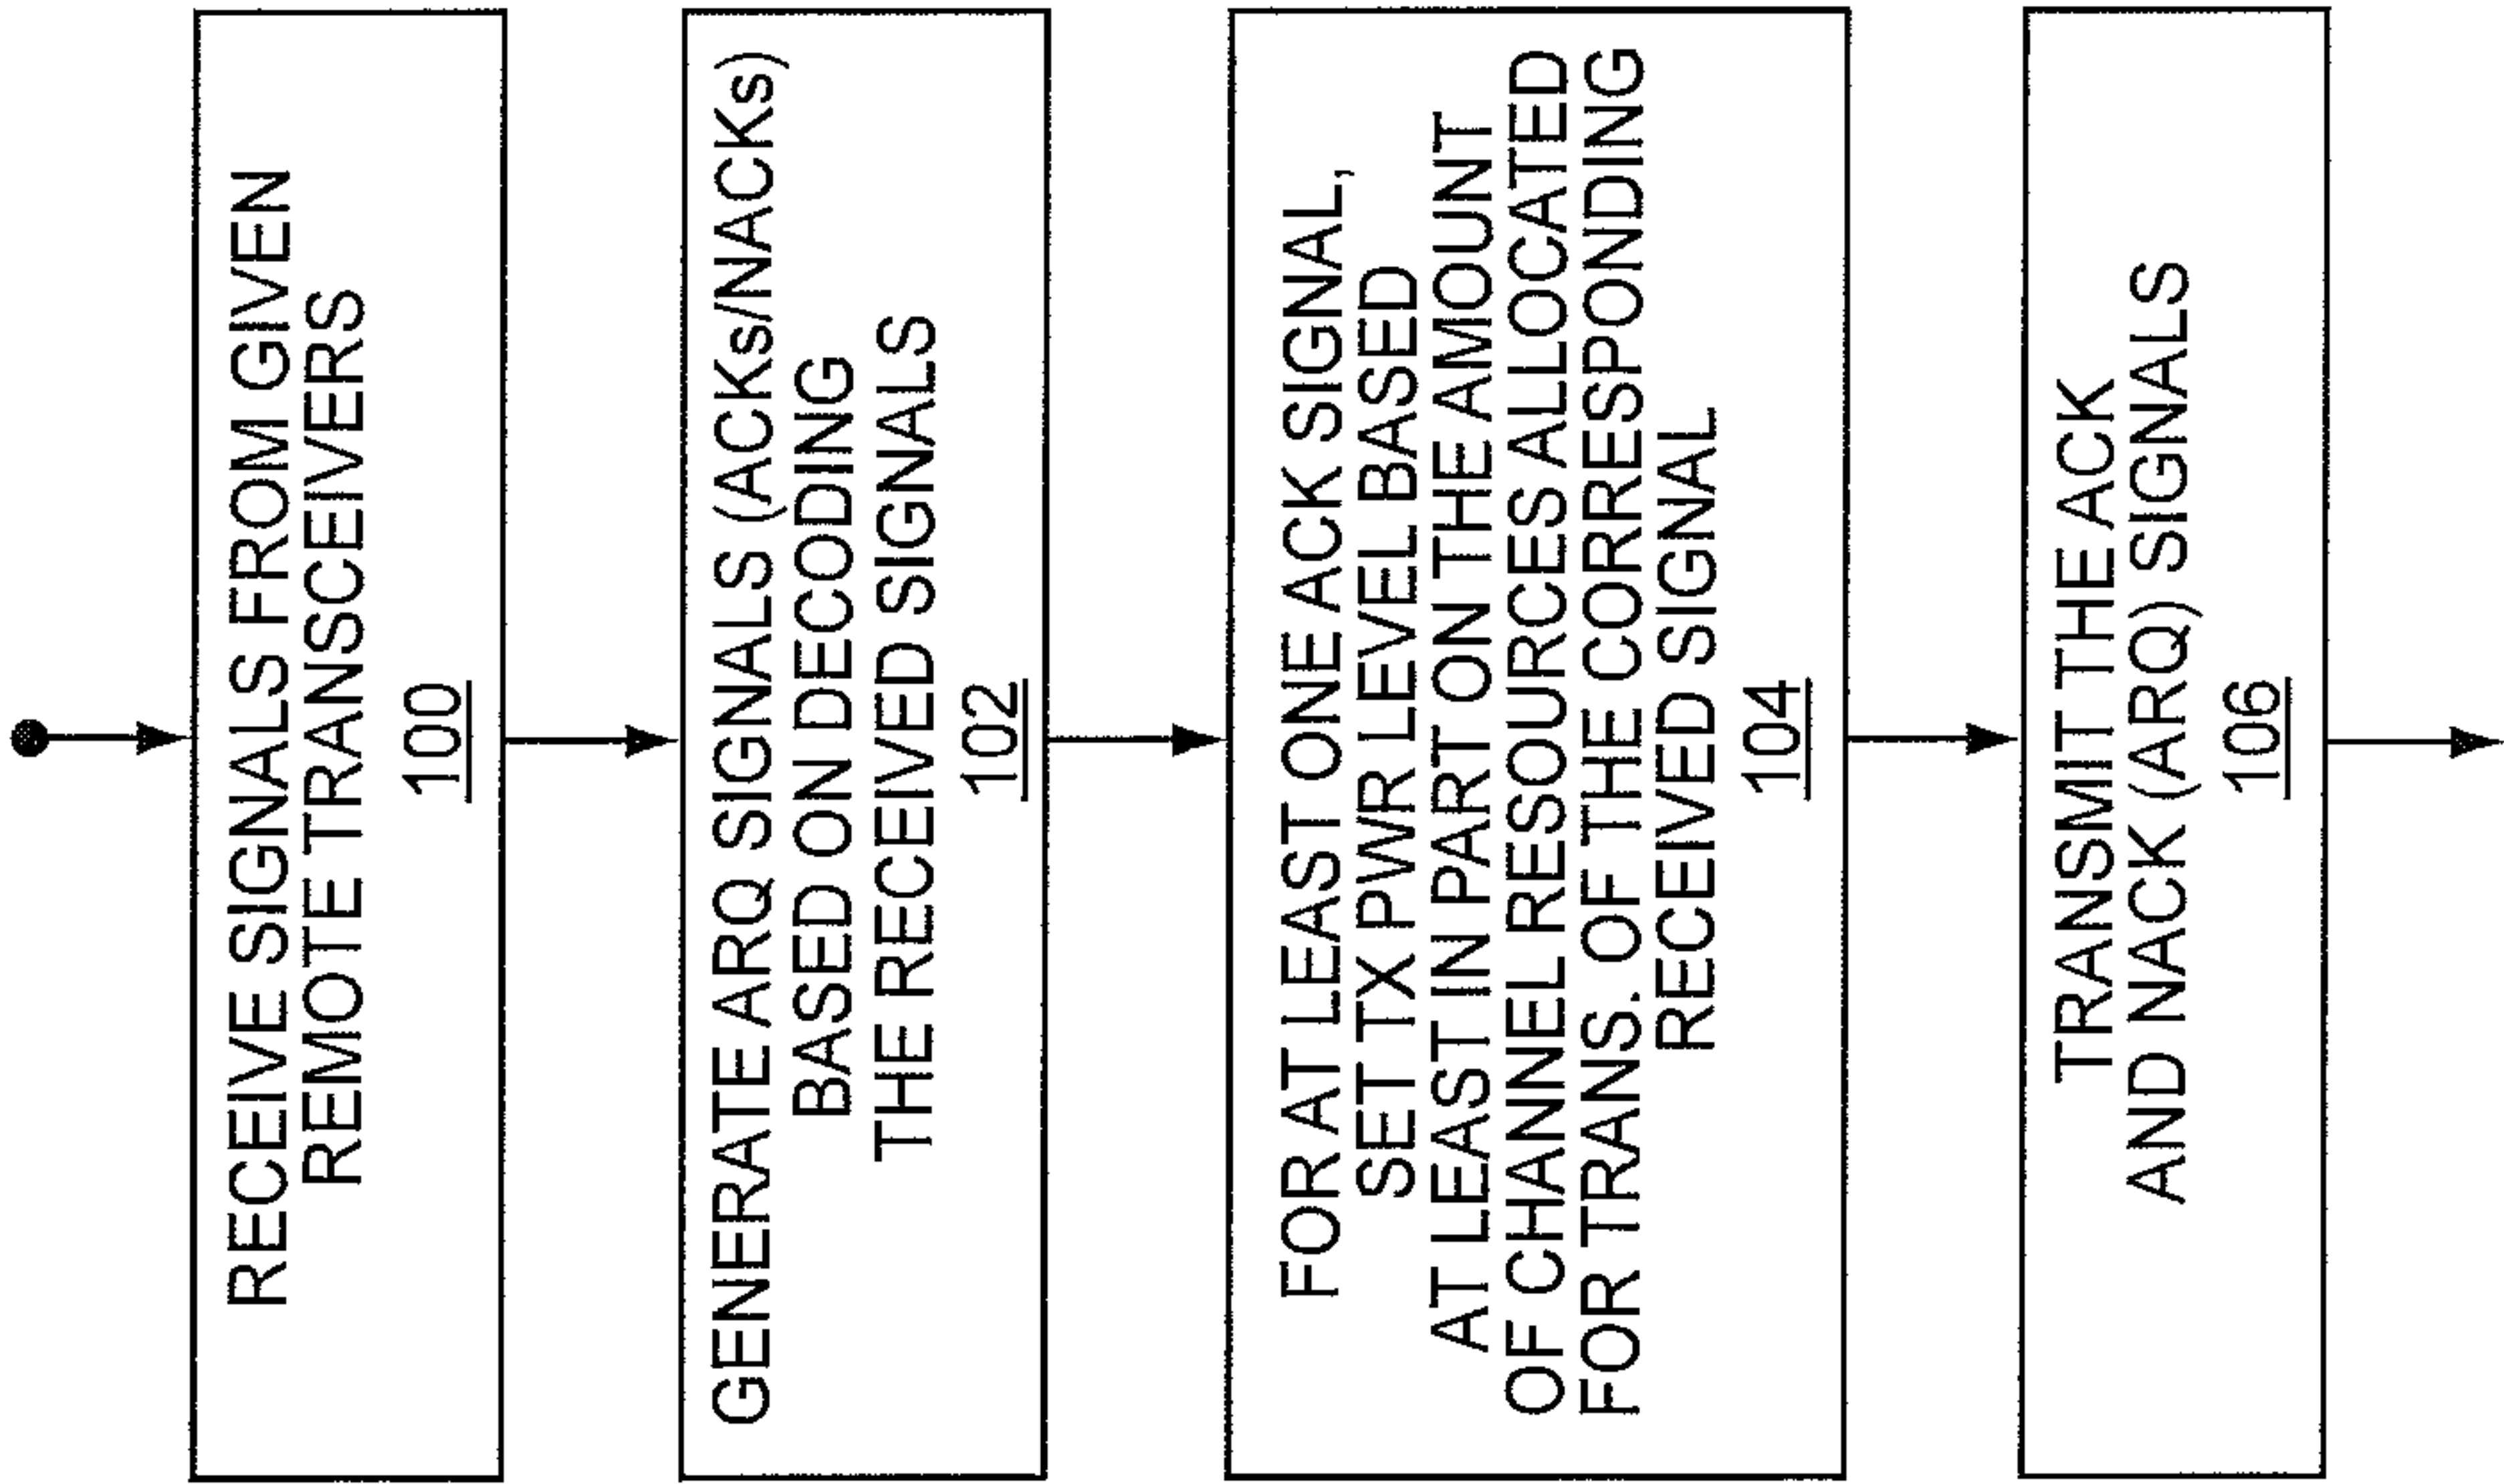 RECEIVE SIGNALS FROM GIVEN
REMOTE TRANSCEIVERS
100
GENERATE ARQ SIGNALS (ACKs/NACKs)
BASED ON DECODING
THE RECEIVED SIGNALS
102
FOR AT LEAST ONE ACK SIGNAL,
SET TX PWR LEVEL BASED
AT LEAST IN PART ON THE AMOUNT
OF CHANNEL RESOURCES ALLOCATED
FOR TRANS. OF THE CORRESPONDING
RECEIVED SIGNAL
104
TRANSMIT THE ACK
AND NACK (ARQ) SIGNALS
106